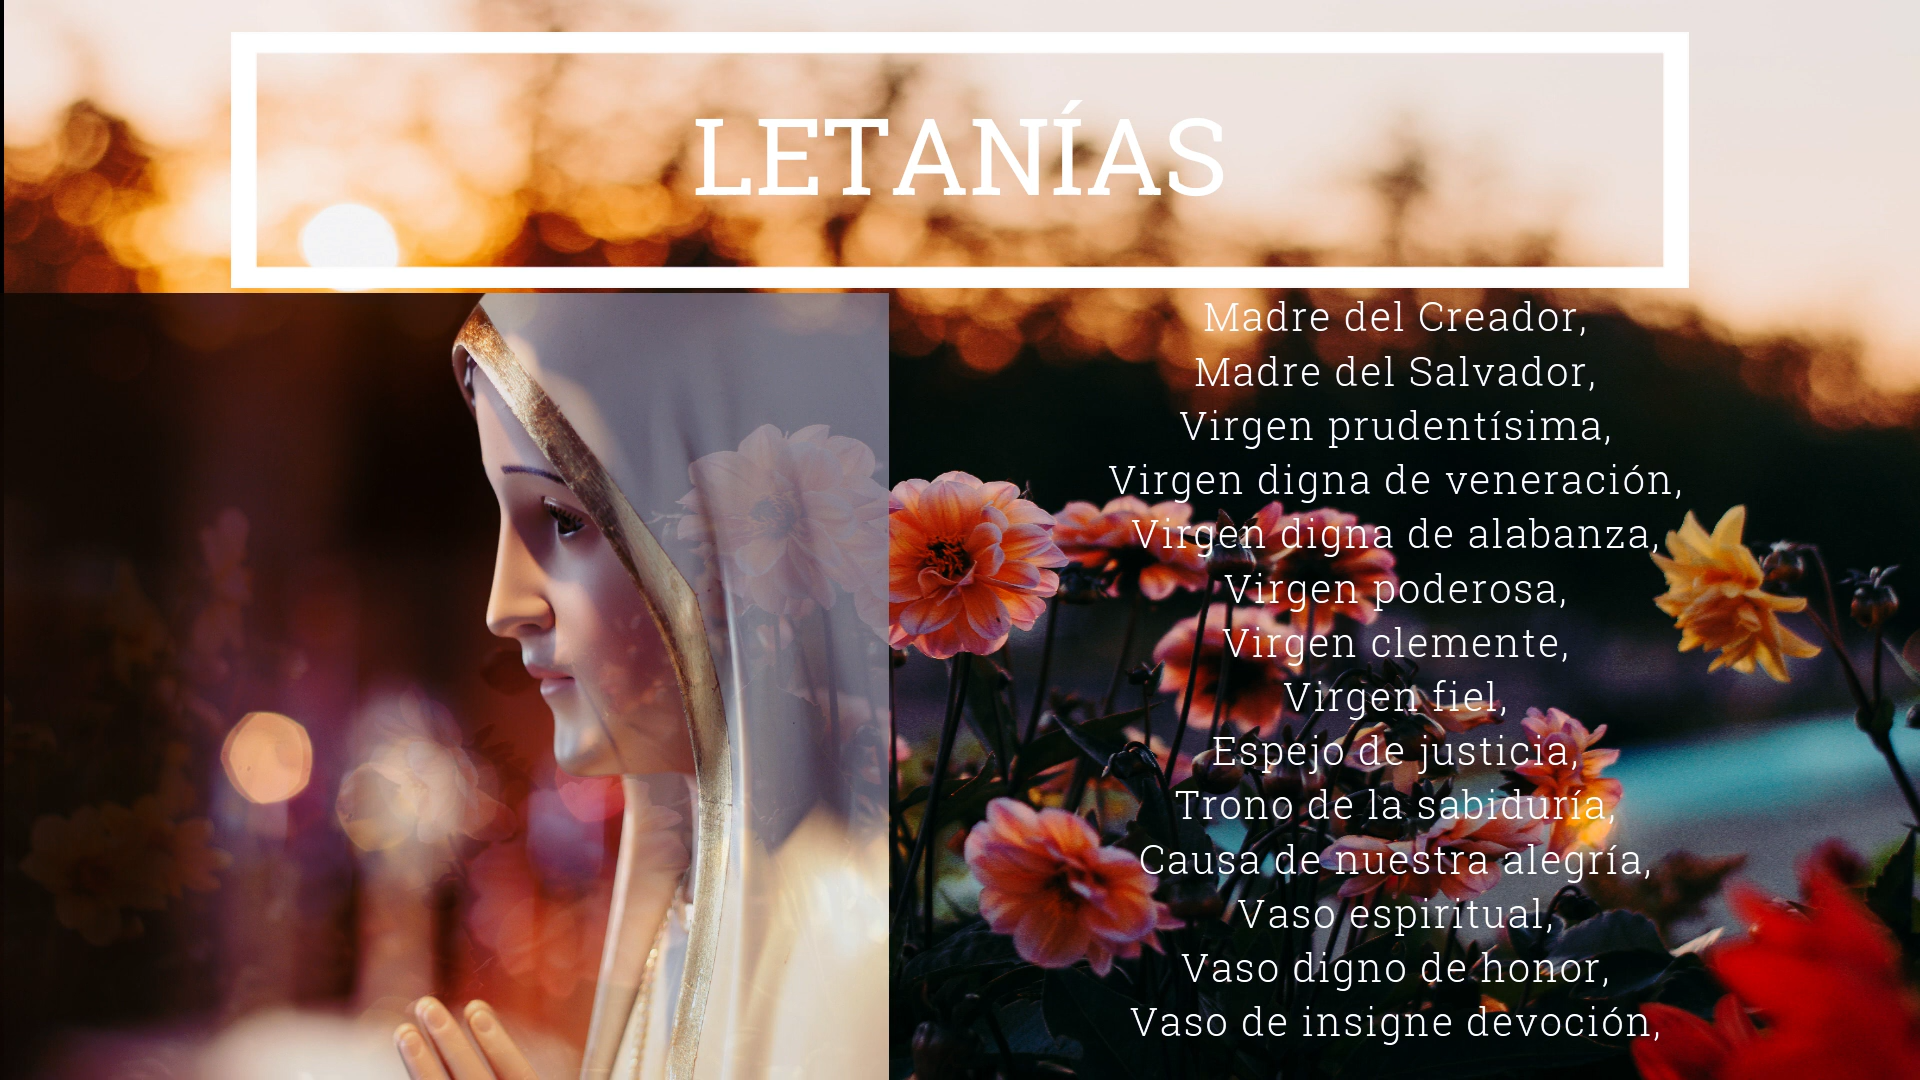 LETANÍAS
Madre del Creador,
Madre del Salvador,
Virgen prudentísima,
Virgen digna de veneración,
Virgen digna de alabanza,
Virgen poderosa,
Virgen clemente,
Virgen fiel,
Espejo de justicia,
Trono de la sabiduría,
Causa de nuestra alegría,
Vaso espiritual,
Vaso digno de honor,
Vaso de insigne devoción,